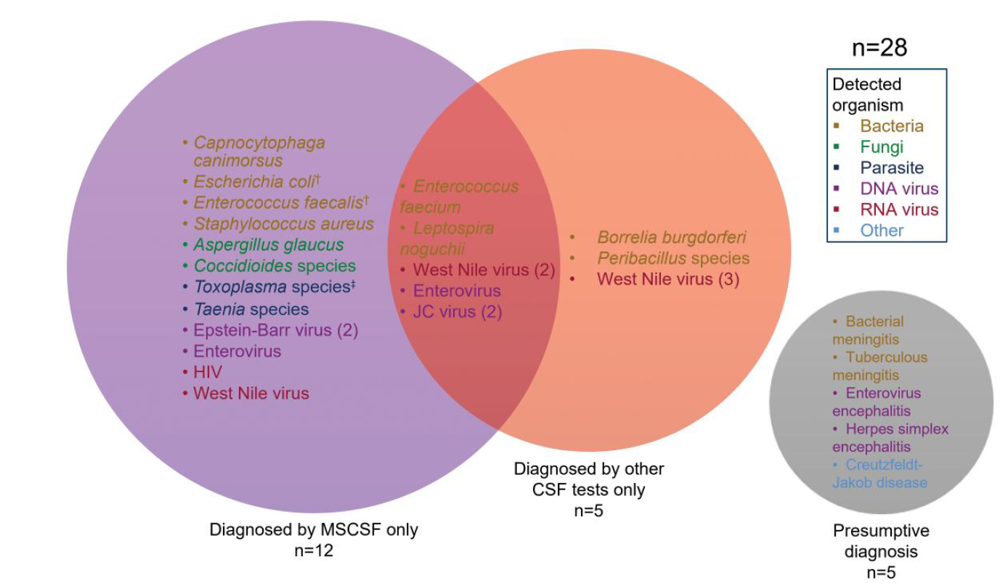 • Capnocytophaga
canimorsus
• Escherichia coli†
• Enterococcus faecalis†
• Staphylococcus aureus
• Aspergillus glaucus
• Coccidioides species
• Toxoplasma species‡
• Taenia species
• Epstein-Barr virus (2)
• Enterovirus
• HIV
• West Nile virus
• Enterococcus
faecium
• Leptospira
noguchii
• West Nile virus (2)
• Enterovirus
• JC virus (2)
• Borrelia burgdorferi
• Peribacillus species
• West Nile virus (3)
n=28
Detected
organism
▪ Bacteria
▪ Fungi
▪ Parasite
▪ DNA virus
▪ RNA virus
▪ Other
• Bacterial
meningitis
• Tuberculous
meningitis
• Enterovirus
encephalitis
• Herpes simplex
encephalitis
• Creutzfeldt-
Jakob disease
Diagnosed by MSCSF only
n=12
Diagnosed by other
CSF tests only
n=5
Presumptive
diagnosis
n=5